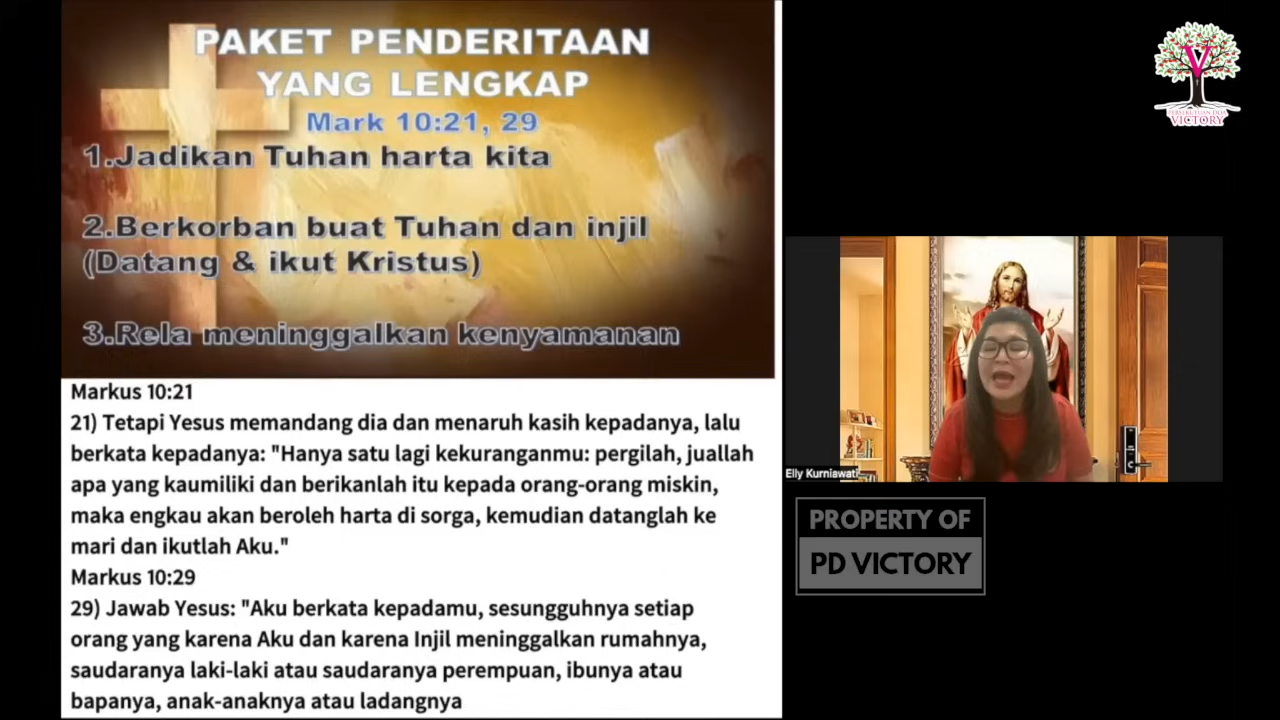 PAKET PENDERITAAN
YANG LENGKAP
Mark 10:21, 29
1.Jadikan Tuhan harta kita
2.Berkorban buat Tuhan dan injil
(Datang & ikut Kristus)
3.Rela meninggalkan kenyamanan
Markus 10:21
21) Tetapi Yesus memandang dia dan menaruh kasih kepadanya, lalu
berkata kepadanya: "Hanya satu lagi kekuranganmu: pergilah, juallah
apa yang kaumiliki dan berikanlah itu kepada orang-orang miskin,
maka engkau akan beroleh harta di sorga, kemudian datanglah ke
mari dan ikutlah Aku."
Markus 10:29
29) Jawab Yesus: "Aku berkata kepadamu, sesungguhnya setiap
orang yang karena Aku dan karena Injil meninggalkan rumahnya,
saudaranya laki-laki atau saudaranya perempuan, ibunya atau
bapanya, anak-anaknya atau ladangnya
V
PERSEKUTUAN DOA
VICTORY
Elly Kurniawati
PROPERTY OF
PD VICTORY